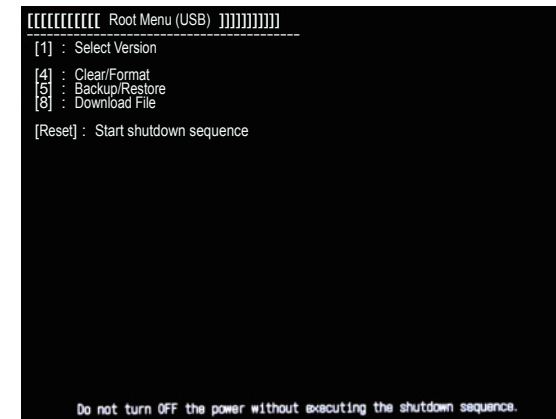 [[[[[[[[[[[ Root Menu (USB) ]]]]]]]]]]]
------------------------------------------
[1] : Select Version
[4] : Clear/Format
[5] : Backup/Restore
[8] : Download File
[Reset] : Start shutdown sequence
Do not turn OFF the power without executing the shutdown sequence.